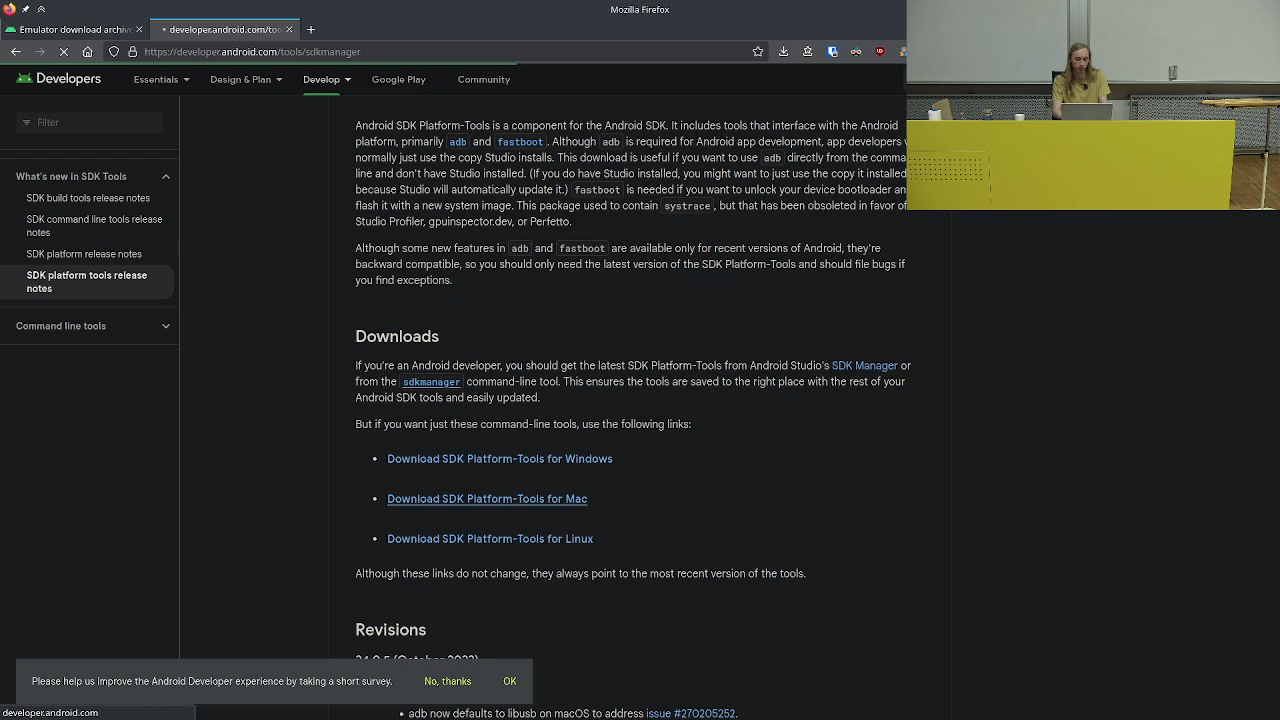 Mozilla Firefox
Emulator download archive
developer.android.com/too
https://developer.android.com/tools/sdkmanager
Developers
Essentials
Design & Plan
Develop
Google Play
Community
Filter
What's new in SDK Tools
SDK build tools release notes
SDK command line tools release
notes
SDK platform release notes
SDK platform tools release
notes
Command line tools
Android SDK Platform-Tools is a component for the Android SDK. It includes tools that interface with the Android
platform, primarily adb and fastboot. Although adb is required for Android app development, app developers w
normally just use the copy Studio installs. This download is useful if you want to use adb directly from the comma
line and don't have Studio installed. (If you do have Studio installed, you might want to just use the copy it installed
because Studio will automatically update it.) fastboot is needed if you want to unlock your device bootloader and
flash it with a new system image. This package used to contain systrace, but that has been obsoleted in favor of
Studio Profiler, gpuinspector.dev, or Perfetto.
Although some new features in adb and fastboot are available only for recent versions of Android, they're
backward compatible, so you should only need the latest version of the SDK Platform-Tools and should file bugs if
you find exceptions.
Downloads
If you're an Android developer, you should get the latest SDK Platform-Tools from Android Studio's SDK Manager or
from the sdkmanager command-line tool. This ensures the tools are saved to the right place with the rest of your
Android SDK tools and easily updated.
But if you want just these command-line tools, use the following links:
• Download SDK Platform-Tools for Windows
• Download SDK Platform-Tools for Mac
• Download SDK Platform-Tools for Linux
Although these links do not change, they always point to the most recent version of the tools.
Revisions
34.0.5 (October 2023)
Please help us improve the Android Developer experience by taking a short survey.
No, thanks
OK
developer.android.com
• adb now defaults to libusb on macOS to address issue #270205252.